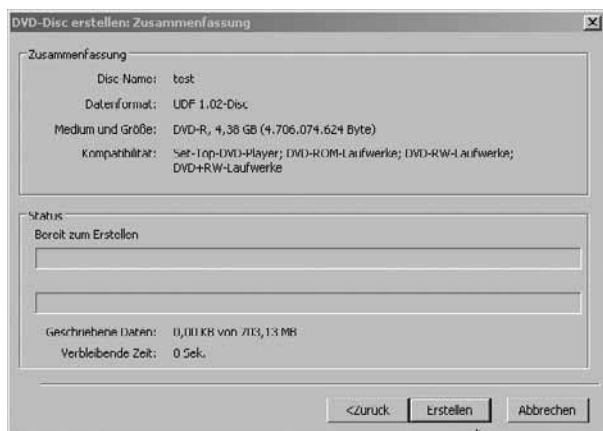 DVD-Disc erstellen: Zusammenfassung
Zusammenfassung
Disc Name: test
Datenformat: UDF 1.02-Disc
Medium und Größe: DVD-R, 4,38 GB (4.706.074.624 Byte)
Kompatibilität: Set-Top-DVD-Player; DVD-ROM-Laufwerke; DVD-RW-Laufwerke;
DVD+RW-Laufwerke
Status
Bereit zum Erstellen
Geschriebene Daten: 0,00 KB von 703,13 MB
Verbleibende Zeit: 0 Sek.
<Zurück Erstellen Abbrechen